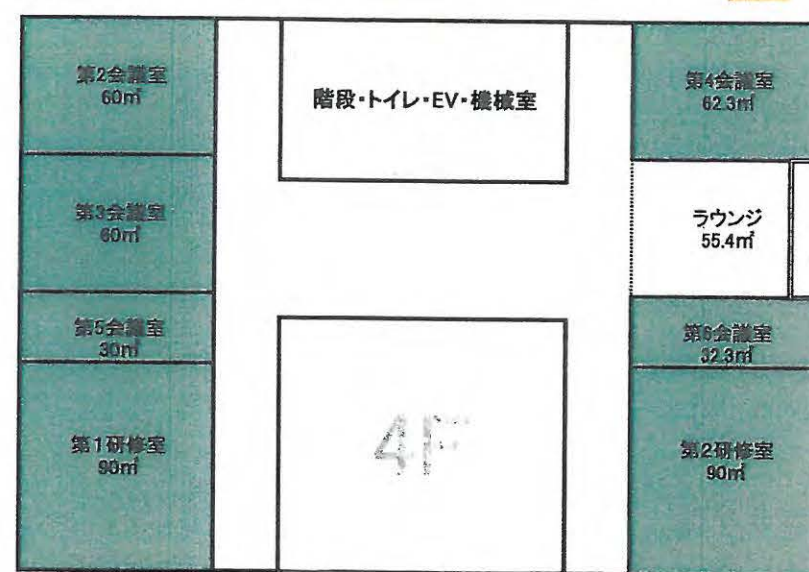 第2会議室
60㎡
階段・トイレ・EV・機械室
第4会議室
62.3㎡
第3会議室
60㎡
ラウンジ
55.4㎡
第5会議室
30㎡
第6会議室
32.3㎡
第1研修室
90㎡
4F
第2研修室
90㎡